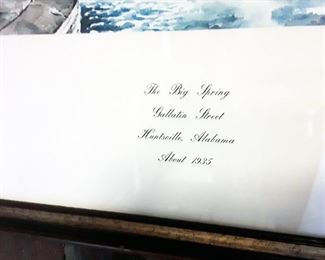 The Big Spring
Gallatin Street
Huntsville, Alabama
About 1935